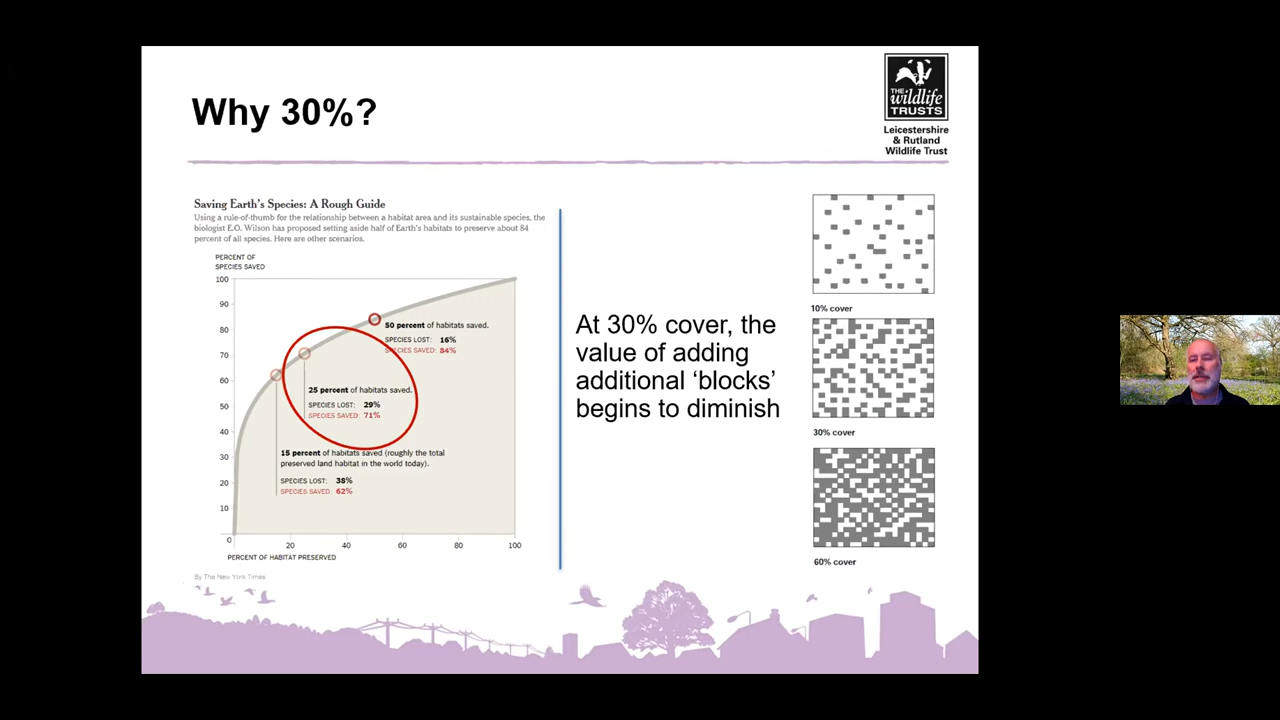 Why 30%?
THE
wildlife
TRUSTS
Leicestershire
& Rutland
Wildlife Trust
Saving Earth's Species: A Rough Guide
Using a rule-of-thumb for the relationship between a habitat area and its sustainable species, the
biologist E.O. Wilson has proposed setting aside half of Earth's habitats to preserve about 84
percent of all species. Here are other scenarios.
PERCENT OF
SPECIES SAVED
100
90
80
70
60
50
40
30
20
10
0
20
40
60
80
100
PERCENT OF HABITAT PRESERVED
50 percent of habitats saved.
SPECIES LOST: 16%
SPECIES SAVED: 84%
25 percent of habitats saved.
SPECIES LOST: 29%
SPECIES SAVED: 71%
15 percent of habitats saved (roughly the total
preserved land habitat in the world today).
SPECIES LOST: 38%
SPECIES SAVED: 62%
By The New York Times
At 30% cover, the
value of adding
additional ‘blocks’
begins to diminish
10% cover
30% cover
60% cover